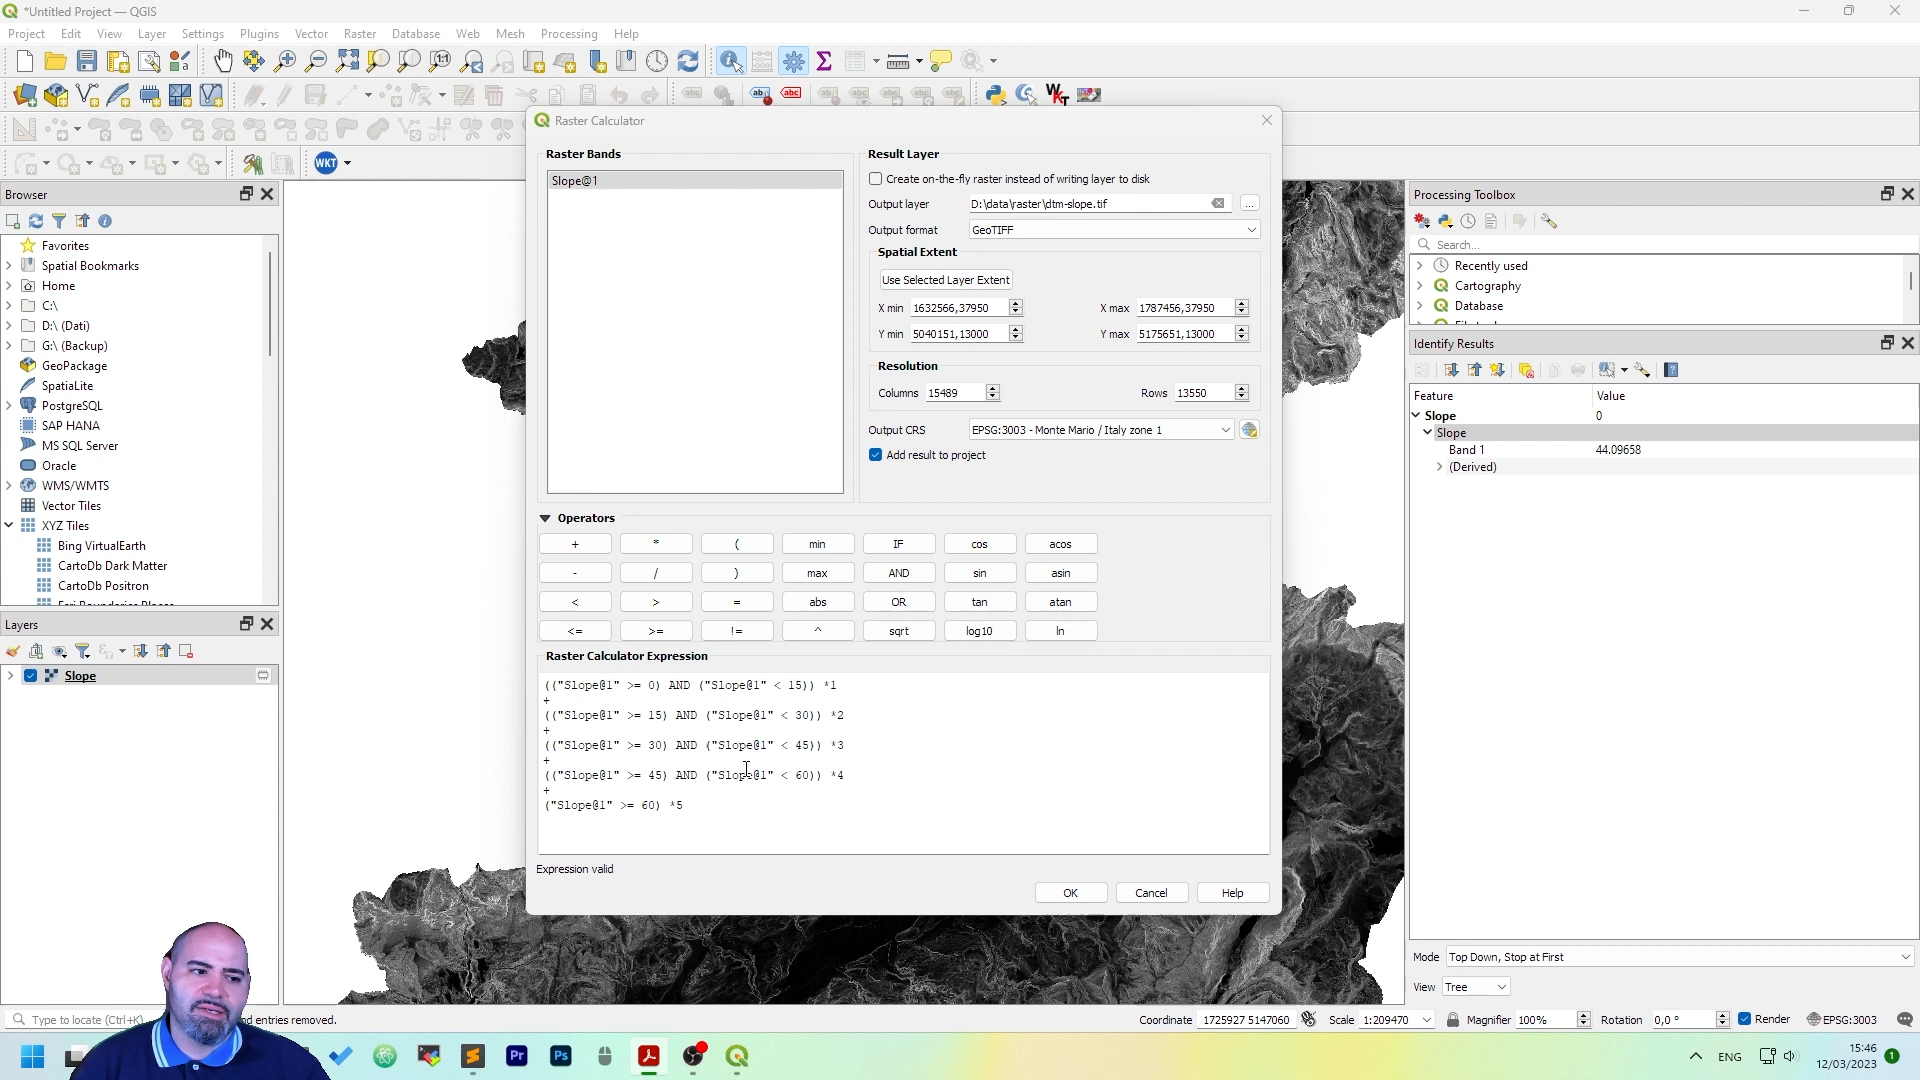 *Untitled Project — QGIS
Project Edit View Layer Settings Plugins Vector Raster Database Web Mesh Processing Help
Raster Calculator
Raster Bands
Slope@1
Result Layer
Create on-the-fly raster instead of writing layer to disk
Output layer D:\data\raster\dtm-slope.tif ...
Output format GeoTIFF
Spatial Extent
Use Selected Layer Extent
X min 1632566,37950 X max 1787456,37950
Y min 5040151,13000 Y max 5175651,13000
Resolution
Columns 15489 Rows 13550
Output CRS EPSG:3003 - Monte Mario / Italy zone 1
Add result to project
Operators
+ * ( min IF cos acos
- / ) max AND sin asin
< > = abs OR tan atan
<= >= != ^ sqrt log10 ln
Raster Calculator Expression
(("Slope@1" >= 0) AND ("Slope@1" < 15)) *1
+
(("Slope@1" >= 15) AND ("Slope@1" < 30)) *2
+
(("Slope@1" >= 30) AND ("Slope@1" < 45)) *3
+
(("Slope@1" >= 45) AND ("Slope@1" < 60)) *4
+
("Slope@1" >= 60) *5
Expression valid
OK Cancel Help
Browser
Favorites
Spatial Bookmarks
Home
C:\
D:\ (Dati)
G:\ (Backup)
GeoPackage
SpatiaLite
PostgreSQL
SAP HANA
MS SQL Server
Oracle
WMS/WMTS
Vector Tiles
XYZ Tiles
Bing VirtualEarth
CartoDb Dark Matter
CartoDb Positron
Layers
Slope
Processing Toolbox
Search...
Recently used
Cartography
Database
Identify Results
Feature Value
Slope 0
Slope
Band 1 44.09658
(Derived)
Mode Top Down, Stop at First
View Tree
Type to locate (Ctrl+K) entries removed.
Coordinate 1725927 5147060 Scale 1:209470 Magnifier 100% Rotation 0,0 ° Render EPSG:3003
ENG
15:46
12/03/2023
1